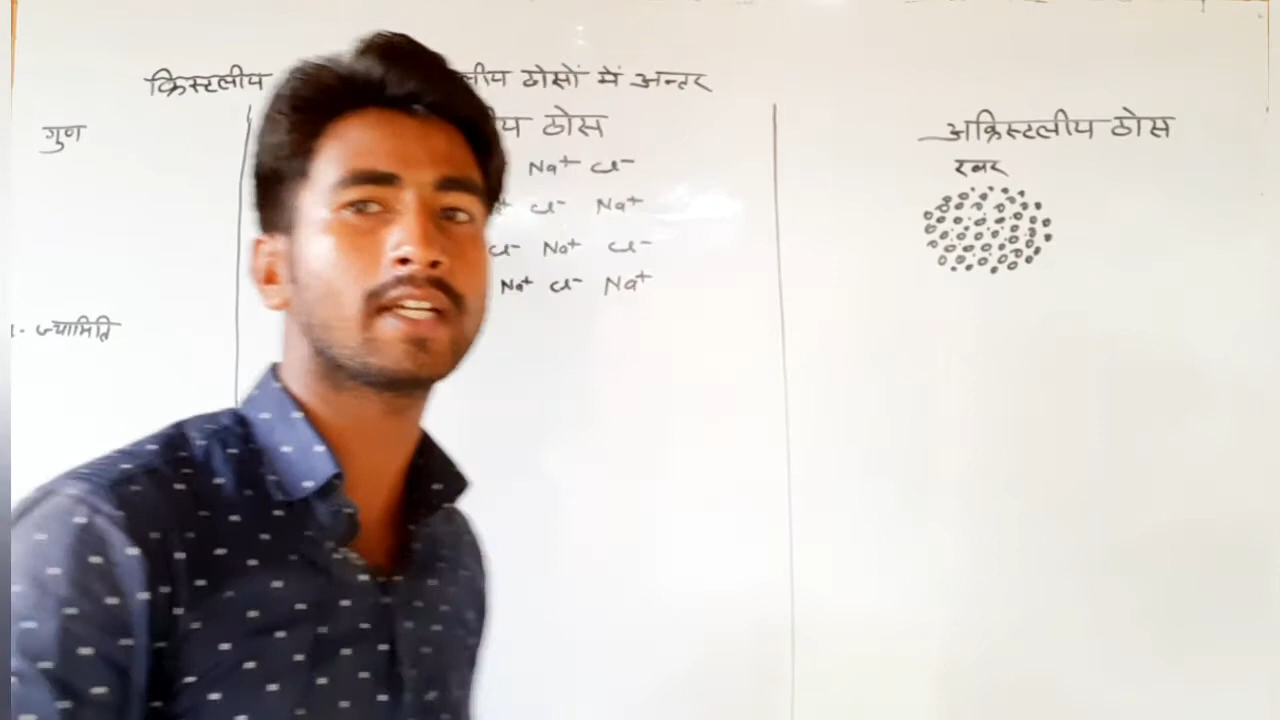 क्रिस्टलीय लीय ठोसों में अन्तर
गुण
य ठोस
अक्रिस्टलीय ठोस
रबर
Na⁺ Cl⁻
Cl⁻ Na⁺
Cl⁻ Na⁺ Cl⁻
Na⁺ Cl⁻ Na⁺
1. ज्यामिति